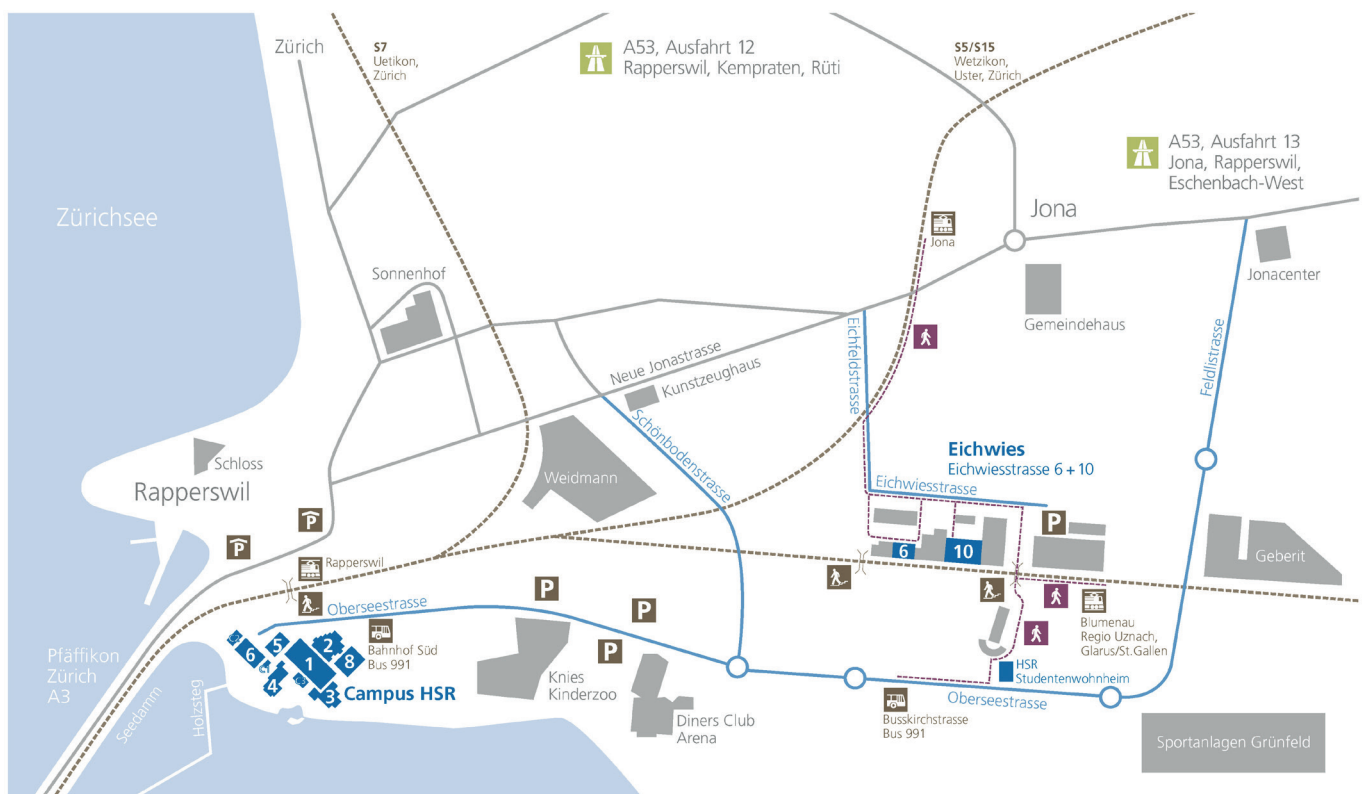 Zürich
S7
Uetikon,
Zürich
A53, Ausfahrt 12
Rapperswil, Kempraten, Rüti
S5/S15
Wetzikon,
Uster, Zürich
A53, Ausfahrt 13
Jona, Rapperswil,
Eschenbach-West
Zürichsee
Jona
Jona
Sonnenhof
Jonacenter
Gemeindehaus
Eichfeldstrasse
Neue Jonastrasse
Kunstzeughaus
Feldlistrasse
Schönbodenstrasse
Eichwies
Eichwiesstrasse 6 + 10
Schloss
Rapperswil
Weidmann
Eichwiesstrasse
P
P
P
6
10
Geberit
Rapperswil
Oberseestrasse
P
P
P
Blumenau
Regio Uznach,
Glarus/St.Gallen
Bahnhof Süd
Bus 991
6
5
2
1
8
4
3
Campus HSR
Pfäffikon
Zürich
A3
Seedamm
Holzsteg
Knies
Kinderzoo
Diners Club
Arena
HSR
Studentenwohnheim
Oberseestrasse
Busskirchstrasse
Bus 991
Sportanlagen Grünfeld